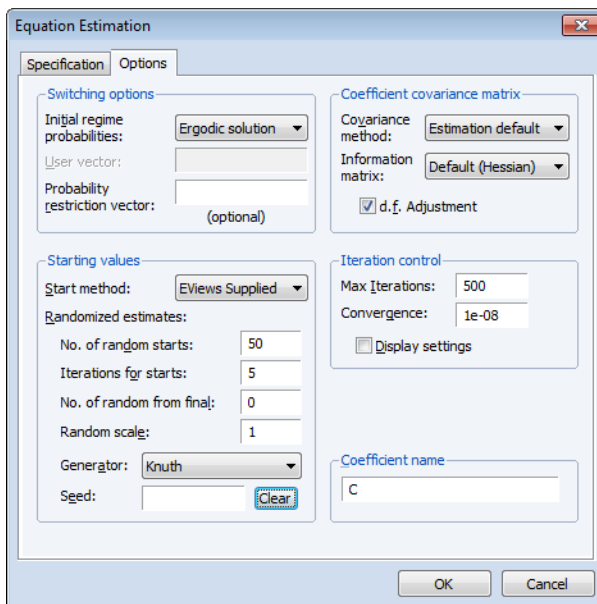 Equation Estimation
Specification
Options
Switching options
Initial regime
probabilities:
Ergodic solution
User vector:
Probability
restriction vector:
(optional)
Coefficient covariance matrix
Covariance
method:
Estimation default
Information
matrix:
Default (Hessian)
d.f. Adjustment
Starting values
Start method:
EViews Supplied
Randomized estimates:
No. of random starts:
50
Iterations for starts:
5
No. of random from final:
0
Random scale:
1
Generator:
Knuth
Seed:
Clear
Iteration control
Max Iterations:
500
Convergence:
1e-08
Display settings
Coefficient name
C
OK
Cancel